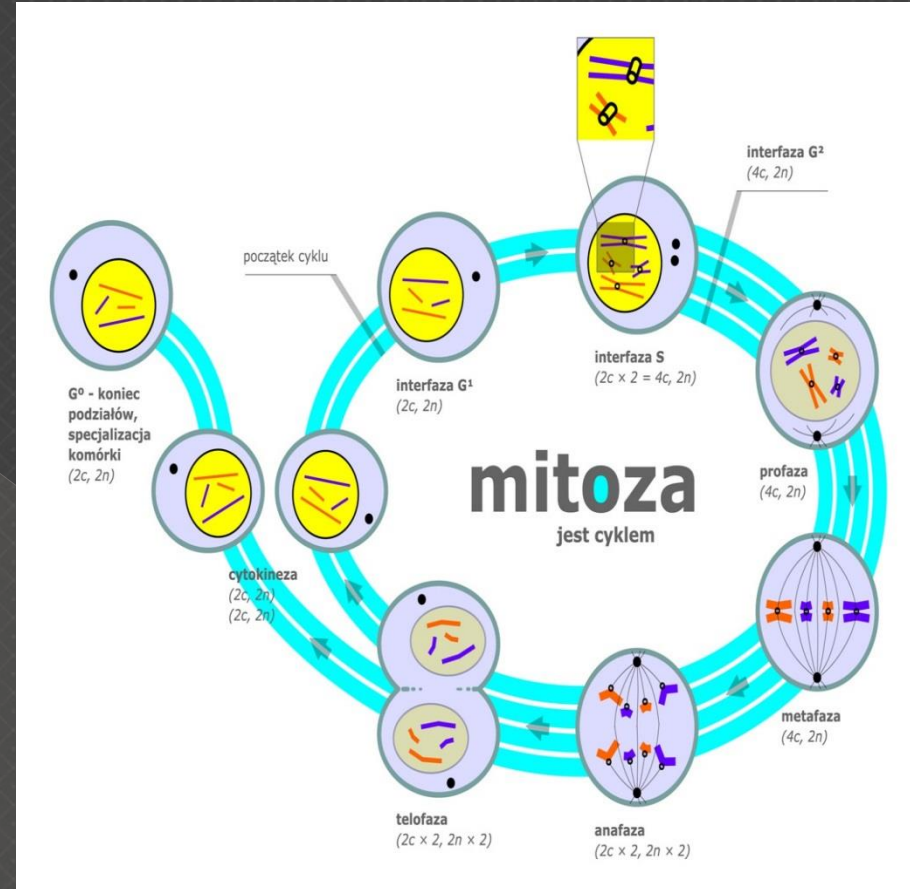 interfaza G²
(4c, 2n)
początek cyklu
interfaza G¹
(2c, 2n)
interfaza S
(2c × 2 = 4c, 2n)
G⁰ - koniec
podziałów,
specjalizacja
komórki
(2c, 2n)
profaza
(4c, 2n)
mitoza
jest cyklem
cytokineza
(2c, 2n)
(2c, 2n)
metafaza
(4c, 2n)
telofaza
(2c × 2, 2n × 2)
anafaza
(2c × 2, 2n × 2)